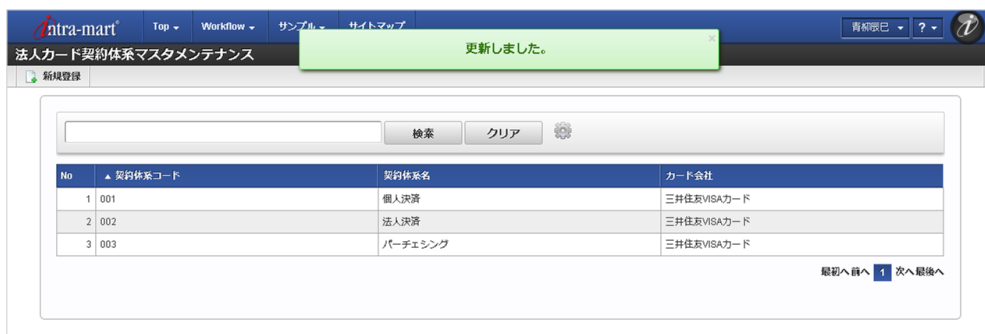 intra-mart Top Workflow サンプル サイトマップ 青柳辰巳 ?
更新しました。
法人カード契約体系マスタメンテナンス
新規登録
検索 クリア
No ▲ 契約体系コード 契約体系名 カード会社
1 001 個人決済 三井住友VISAカード
2 002 法人決済 三井住友VISAカード
3 003 パーチェシング 三井住友VISAカード
最初へ 前へ 1 次へ 最後へ